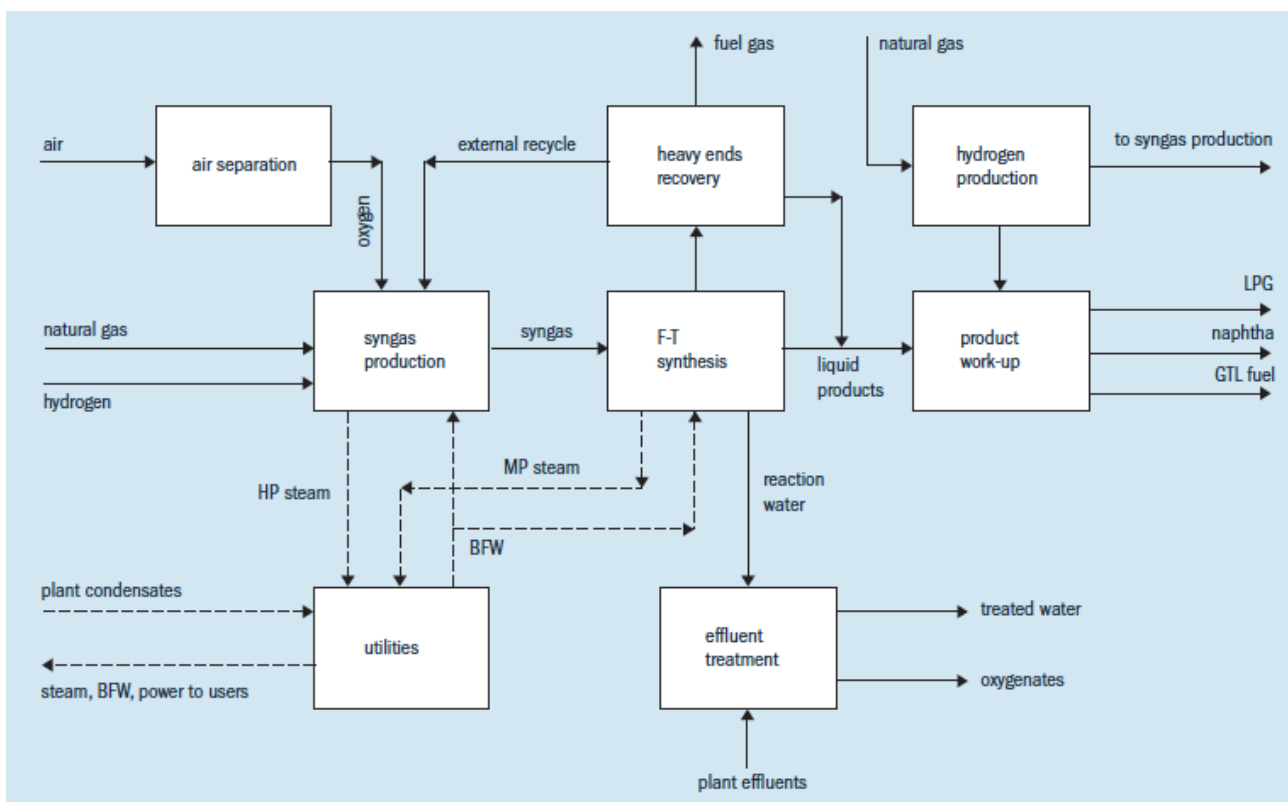 fuel gas
natural gas
air
air separation
external recycle
heavy ends
recovery
hydrogen
production
to syngas production
oxygen
LPG
natural gas
syngas
production
syngas
F-T
synthesis
product
work-up
naphtha
liquid
products
GTL fuel
hydrogen
MP steam
HP steam
reaction
water
BFW
plant condensates
utilities
effluent
treatment
treated water
steam, BFW, power to users
oxygenates
plant effluents